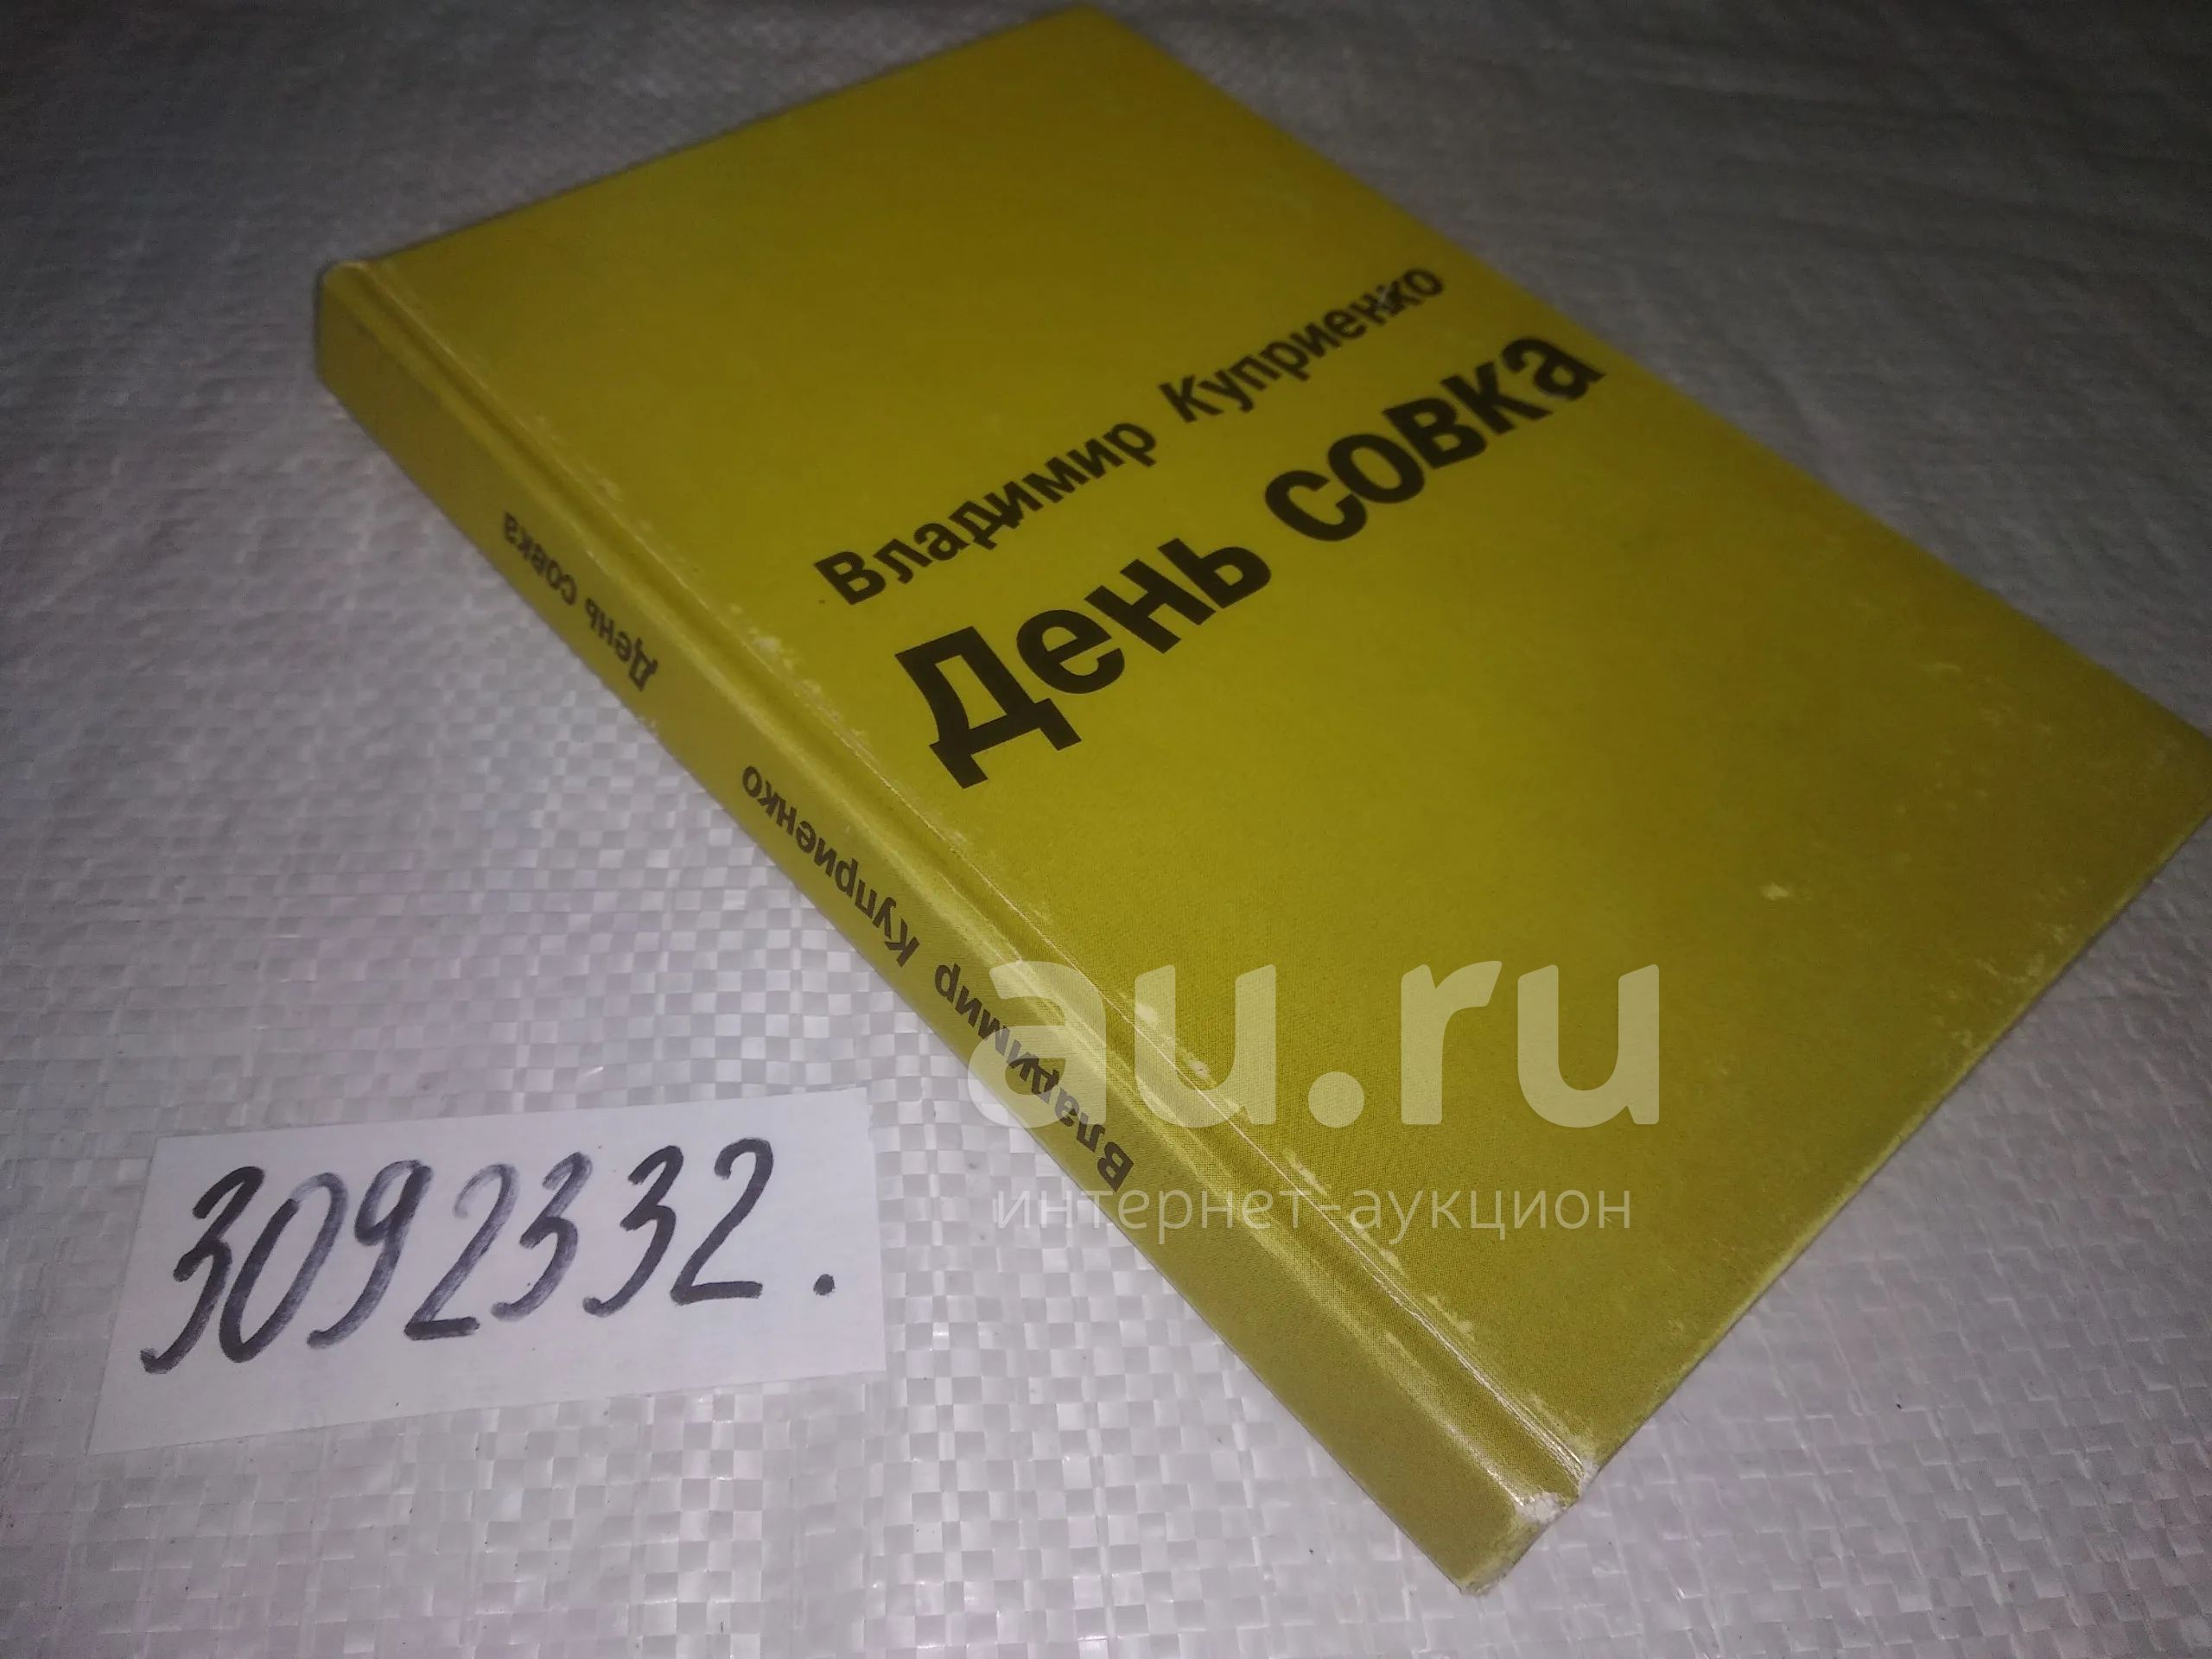 Владимир Куприенко
День совка
Владимир Куприенко День совка
au.ru
интернет-аукцион
3092332.